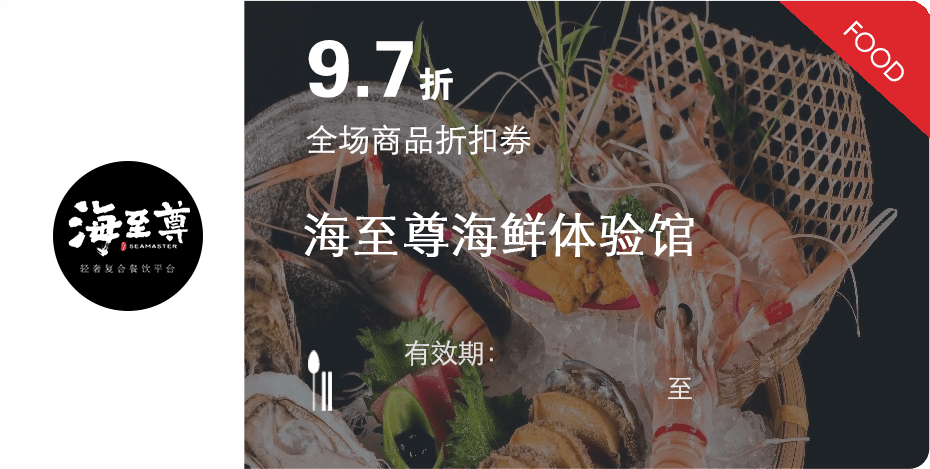 海至尊
SEAMASTER
轻奢复合餐饮平台
9.7折
全场商品折扣券
海至尊海鲜体验馆
有效期：
至
FOOD